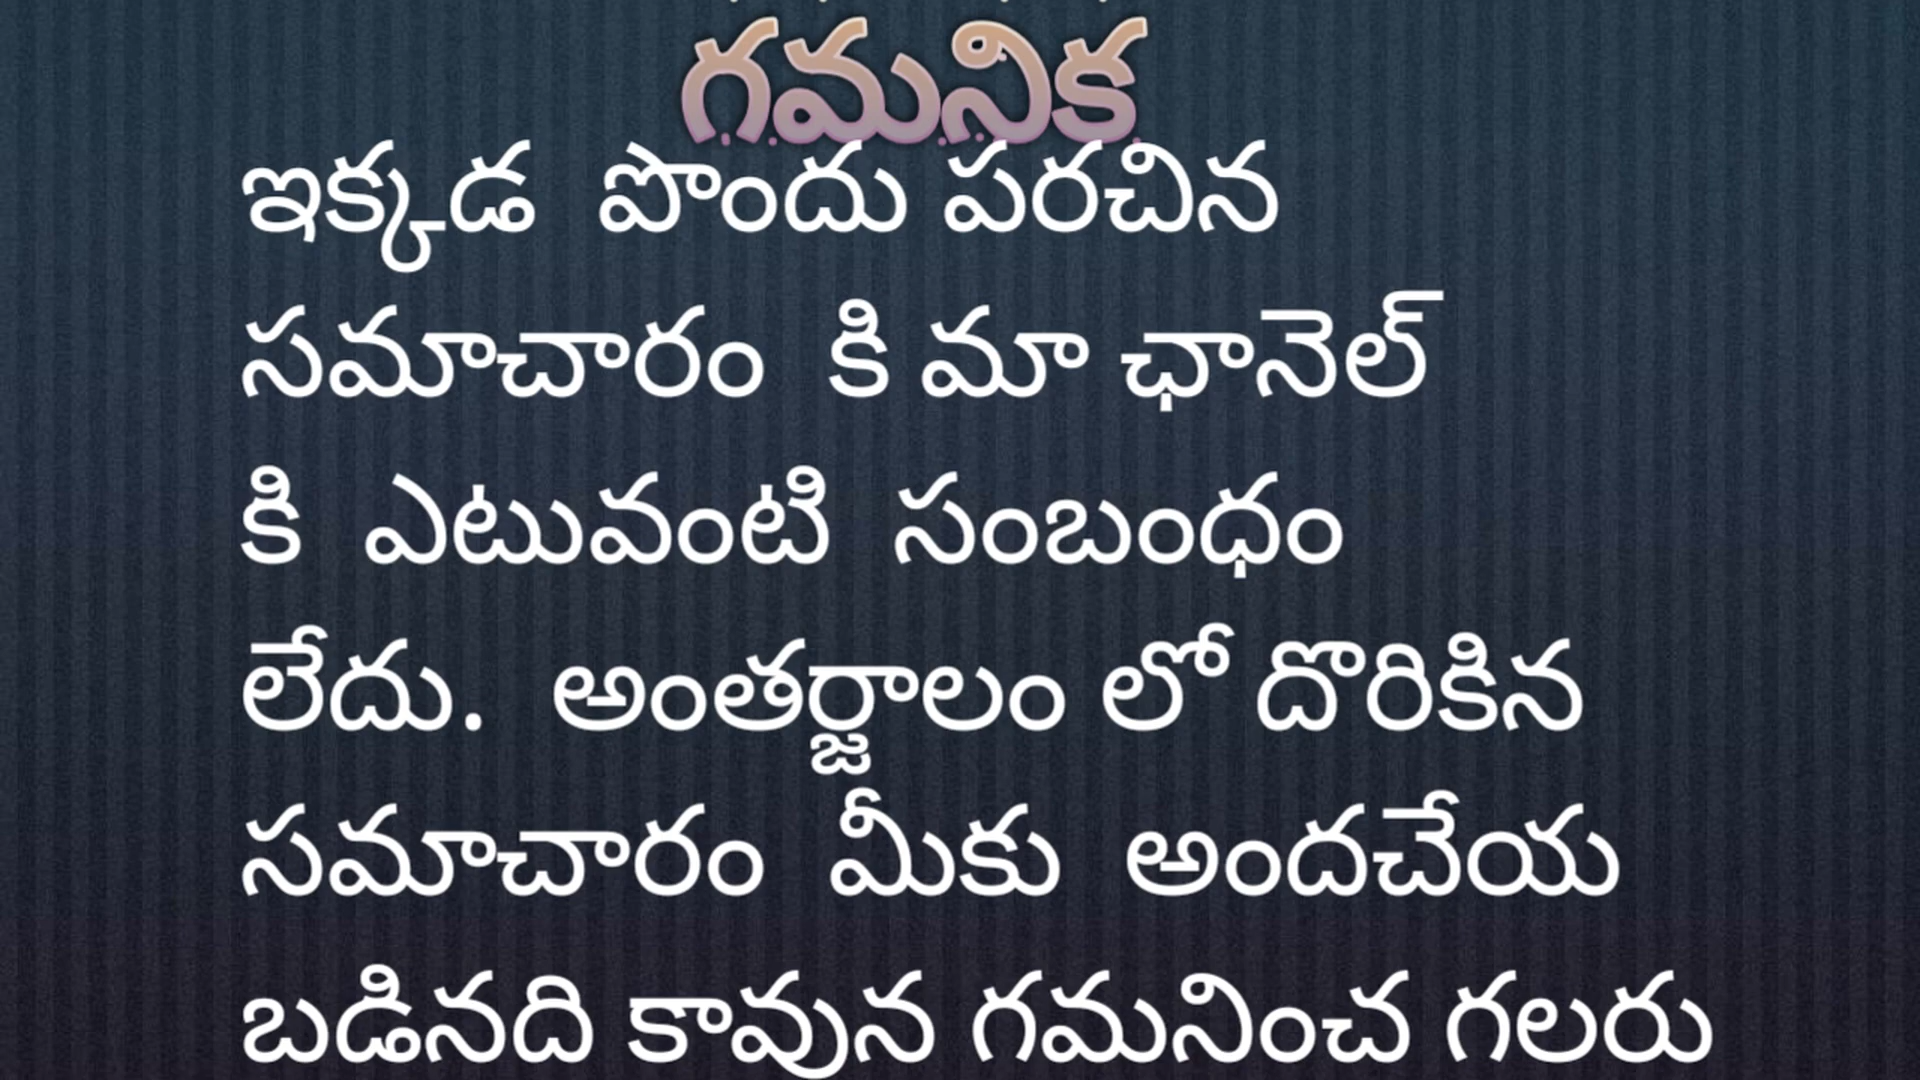 గమనిక
ఇక్కడ పొందు పరచిన
సమాచారం కి మా ఛానెల్
కి ఎటువంటి సంబంధం
లేదు. అంతర్జాలం లో దొరికిన
సమాచారం మీకు అందచేయ
బడినది కావున గమనించ గలరు